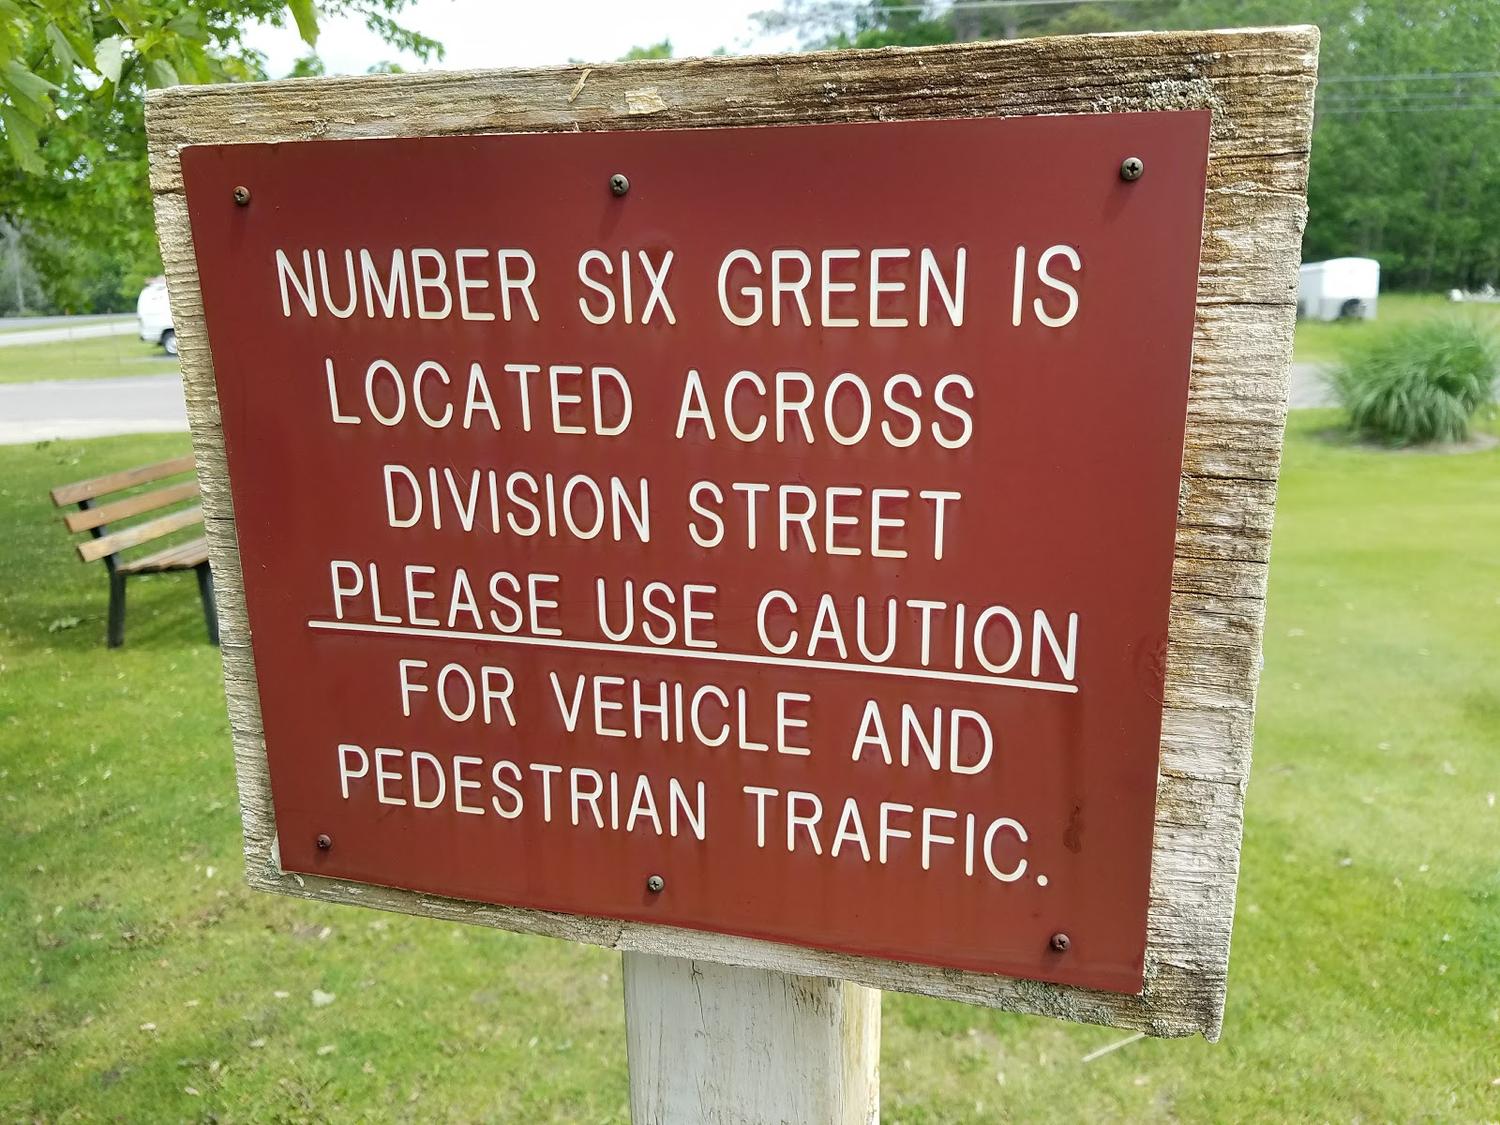 NUMBER SIX GREEN IS
LOCATED ACROSS
DIVISION STREET
PLEASE USE CAUTION
FOR VEHICLE AND
PEDESTRIAN TRAFFIC.